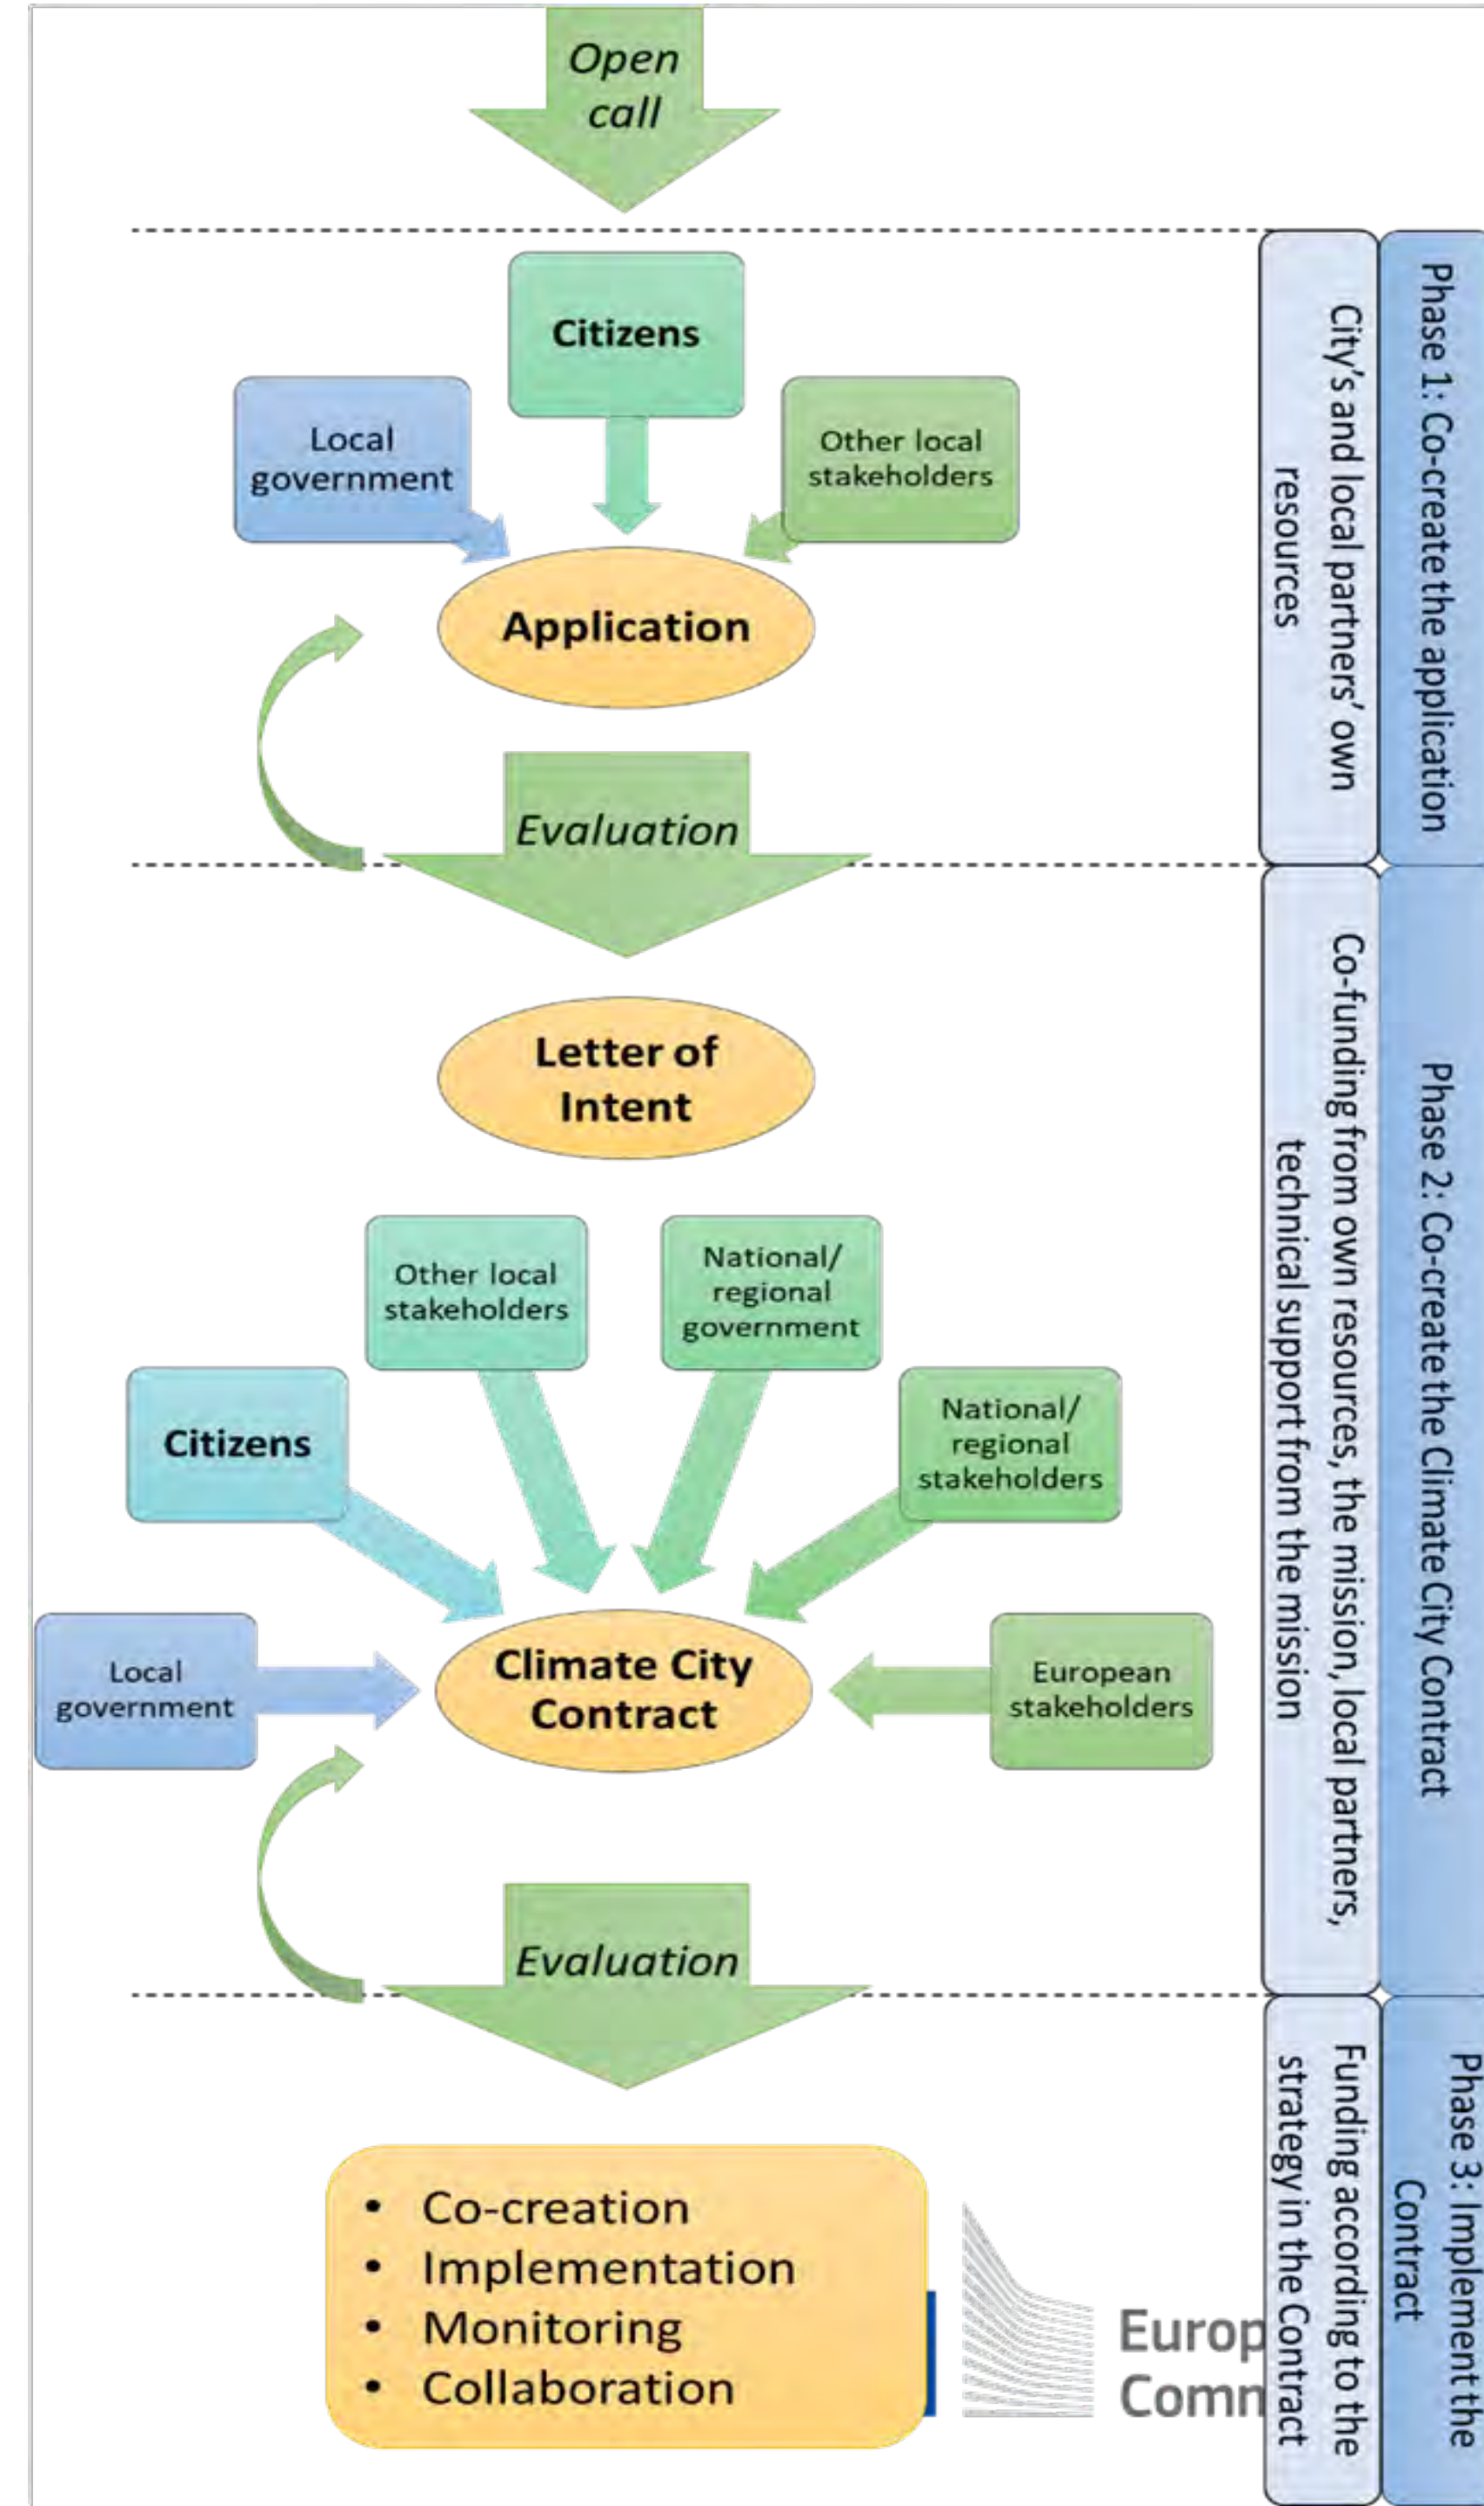 Open
call
Citizens
Local
government
Other local
stakeholders
Application
Evaluation
Phase 1: Co-create the application
City's and local partners' own
resources
Letter of
Intent
Other local
stakeholders
National/
regional
government
Citizens
National/
regional
stakeholders
Local
government
Climate City
Contract
European
stakeholders
Evaluation
Phase 2: Co-create the Climate City Contract
Co-funding from own resources, the mission, local partners,
technical support from the mission
• Co-creation
• Implementation
• Monitoring
• Collaboration
Phase 3: Implement the
Contract
Funding according to the
strategy in the Contract